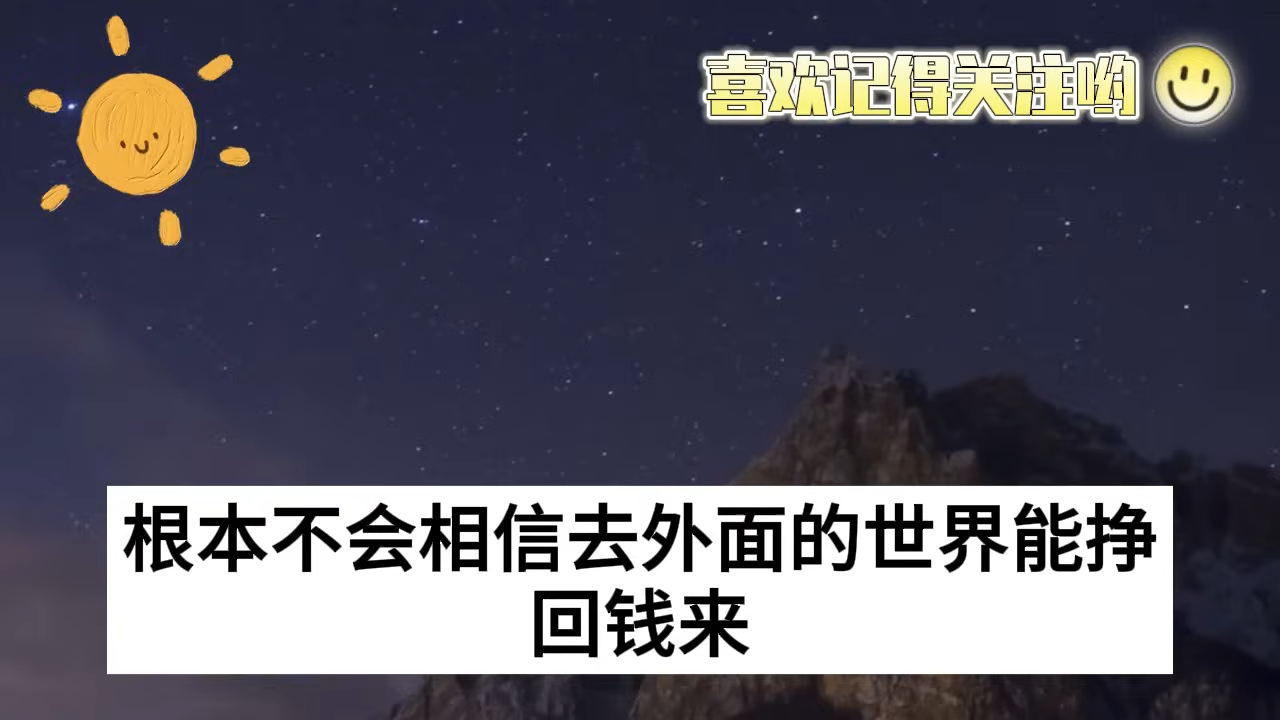 喜欢记得关注哟
根本不会相信去外面的世界能挣
回钱来